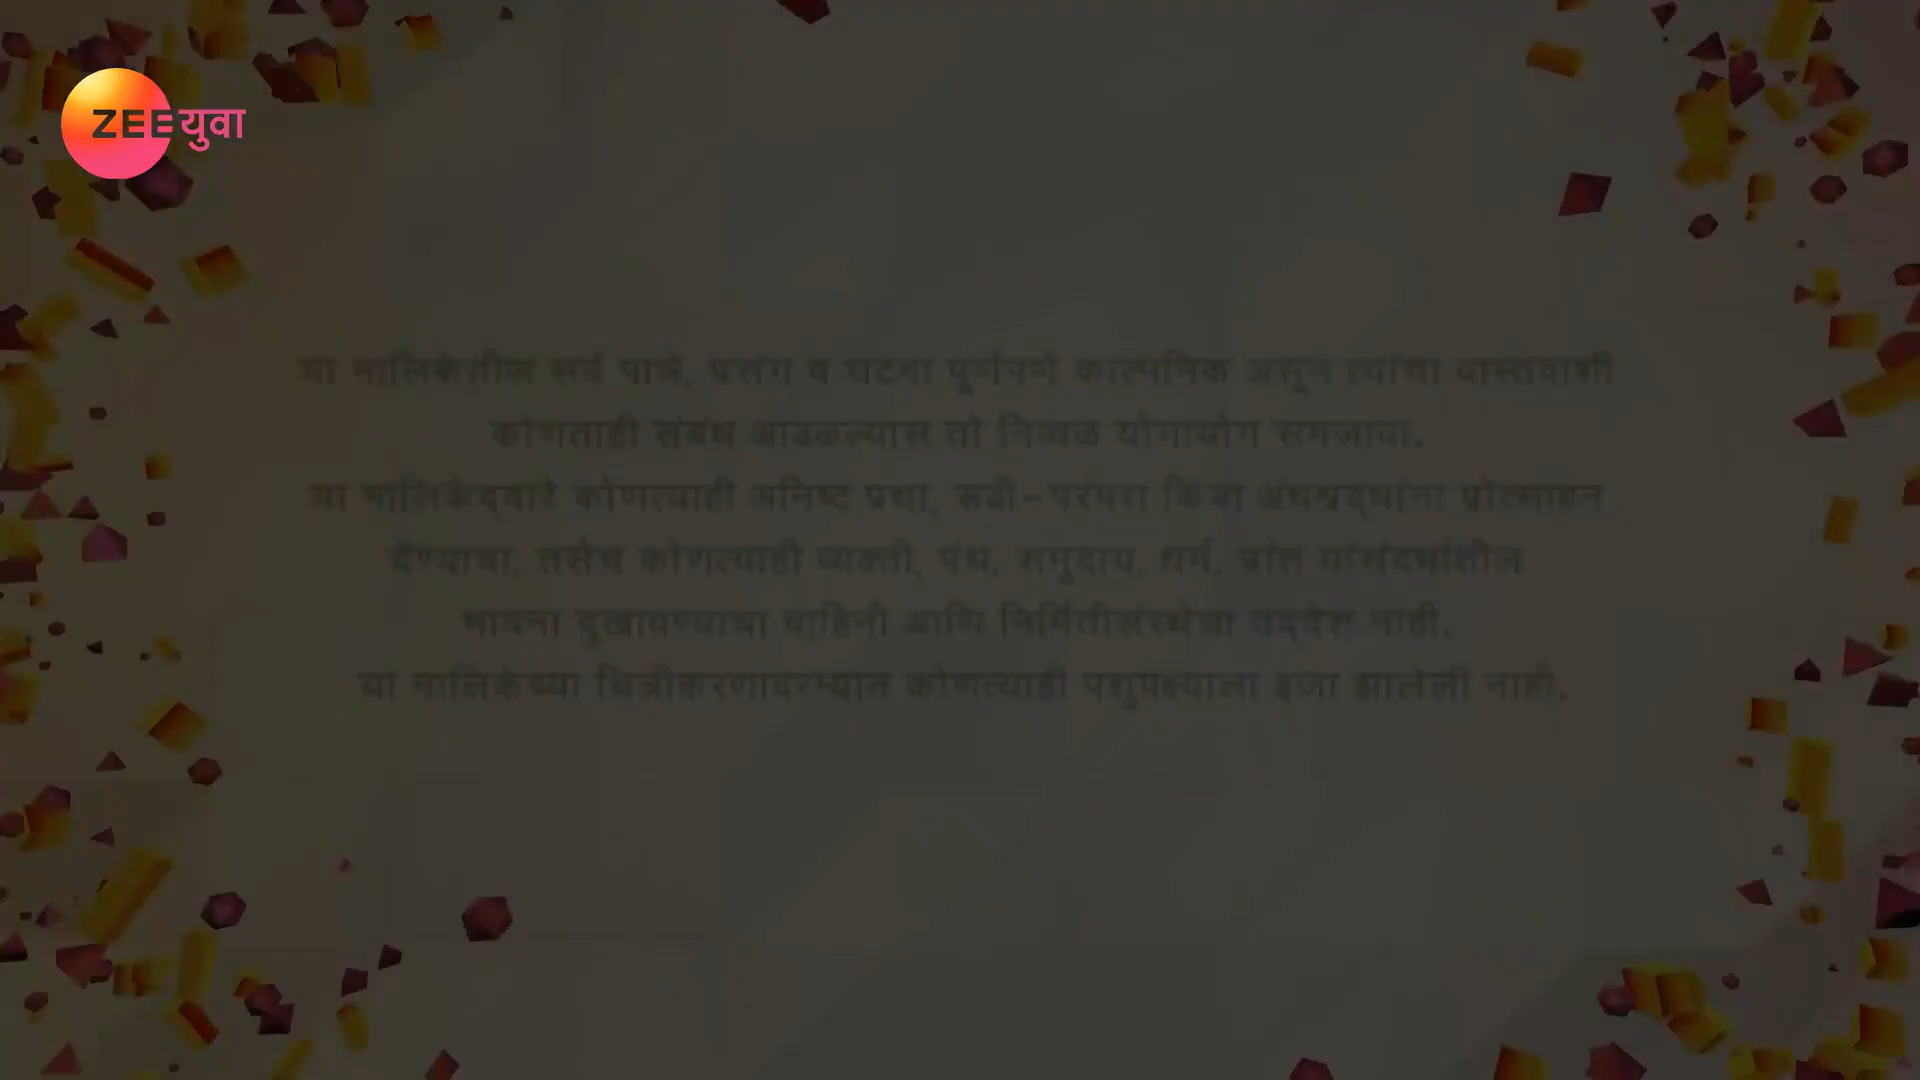 ZEE युवा
या मालिकेतील सर्व पात्रे, प्रसंग व घटना पूर्णपणे काल्पनिक असून त्यांचा वास्तवाशी
कोणताही संबंध आढळल्यास तो निव्वळ योगायोग समजावा.
या मालिकेद्वारे कोणत्याही अनिष्ट प्रथा, रूढी-परंपरा किंवा अंधश्रद्धांना प्रोत्साहन
देण्याचा, तसेच कोणत्याही व्यक्ती, पंथ, समुदाय, धर्म, प्रांत यांसंदर्भातील
भावना दुखावण्याचा वाहिनी आणि निर्मितीसंस्थेचा उद्देश नाही.
या मालिकेच्या चित्रीकरणादरम्यान कोणत्याही पशुपक्ष्याला इजा झालेली नाही.